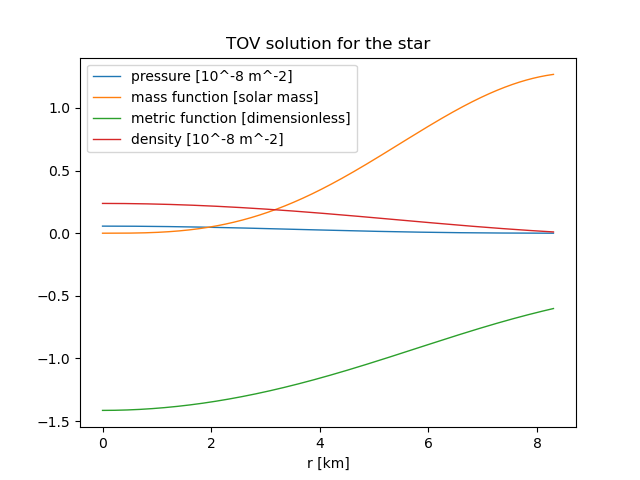 TOV solution for the star
pressure [10^-8 m^-2]
mass function [solar mass]
metric function [dimensionless]
density [10^-8 m^-2]
1.0
0.5
0.0
−0.5
−1.0
−1.5
0 2 4 6 8
r [km]